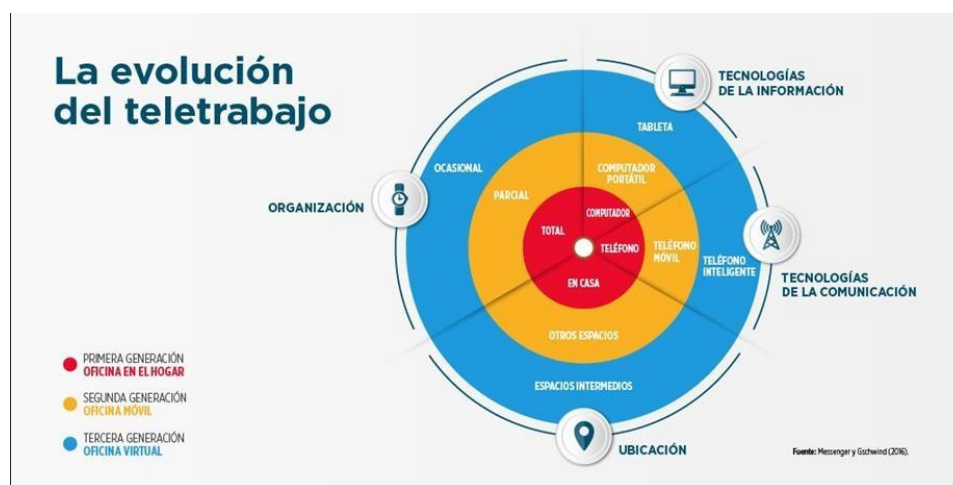 La evolución
del teletrabajo
TECNOLOGÍAS
DE LA INFORMACIÓN
TABLETA
OCASIONAL
COMPUTADOR
PORTÁTIL
PARCIAL
ORGANIZACIÓN
COMPUTADOR
TOTAL
TELÉFONO
TELÉFONO
MÓVIL
TELÉFONO
INTELIGENTE
TECNOLOGÍAS
DE LA COMUNICACIÓN
EN CASA
OTROS ESPACIOS
ESPACIOS INTERMEDIOS
UBICACIÓN
PRIMERA GENERACIÓN
OFICINA EN EL HOGAR
SEGUNDA GENERACIÓN
OFICINA MÓVIL
TERCERA GENERACIÓN
OFICINA VIRTUAL
Fuente: Messenger y Gschwind (2016).